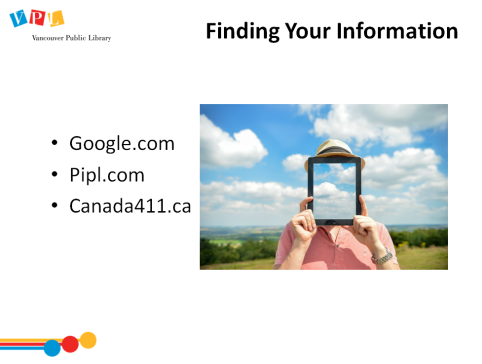 VPL
Vancouver Public Library
Finding Your Information
• Google.com
• Pipl.com
• Canada411.ca